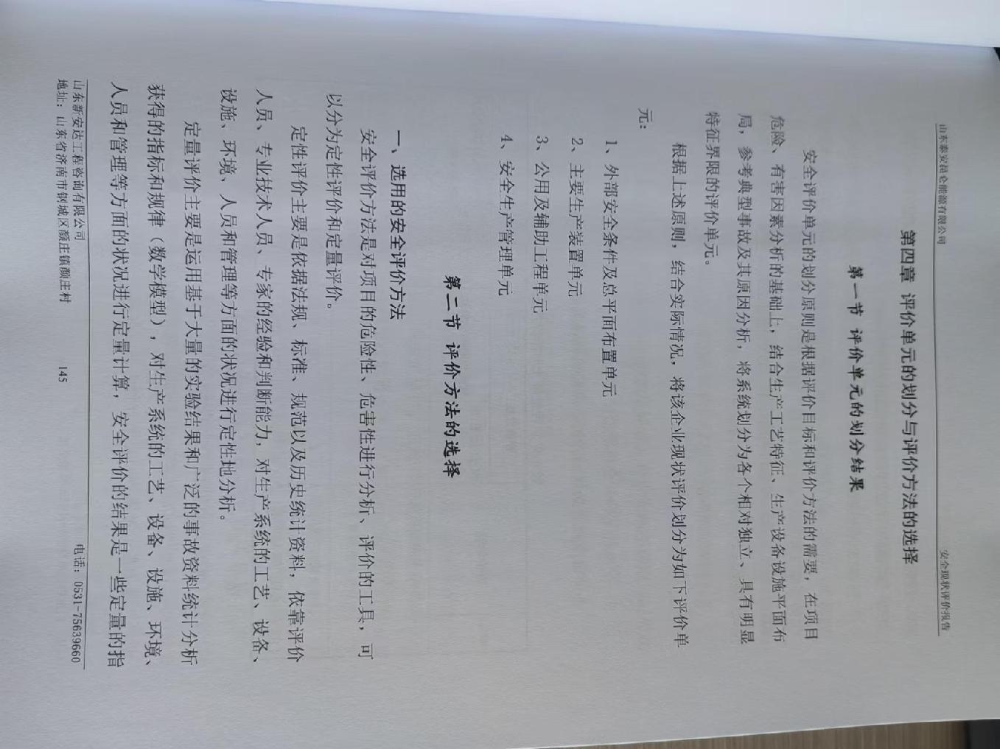 山东泰安昆仑能源有限公司 安全现状评价报告
第四章 评价单元的划分与评价方法的选择
第一节 评价单元的划分结果
安全评价单元的划分原则是根据评价目标和评价方法的需要，在项目
危险、有害因素分析的基础上，结合生产工艺特征、生产设备设施平面布
局，参考典型事故及其原因分析，将系统划分为各个相对独立、具有明显
特征界限的评价单元。
根据上述原则，结合实际情况，将该企业现状评价划分为如下评价单
元：
1、外部安全条件及总平面布置单元
2、主要生产装置单元
3、公用及辅助工程单元
4、安全生产管理单元
第二节 评价方法的选择
一、选用的安全评价方法
安全评价方法是对项目的危险性、危害性进行分析、评价的工具，可
以分为定性评价和定量评价。
定性评价主要是依据法规、标准、规范以及历史统计资料，依靠评价
人员、专业技术人员、专家的经验和判断能力，对生产系统的工艺、设备、
设施、环境、人员和管理等方面的状况进行定性地分析。
定量评价主要是运用基于大量的实验结果和广泛的事故资料统计分析
获得的指标和规律（数学模型），对生产系统的工艺、设备、设施、环境、
人员和管理等方面的状况进行定量计算，安全评价的结果是一些定量的指
山东新安达工程咨询有限公司 电话：0531-75639660
地址：山东省济南市钢城区颜庄镇颜庄村 145